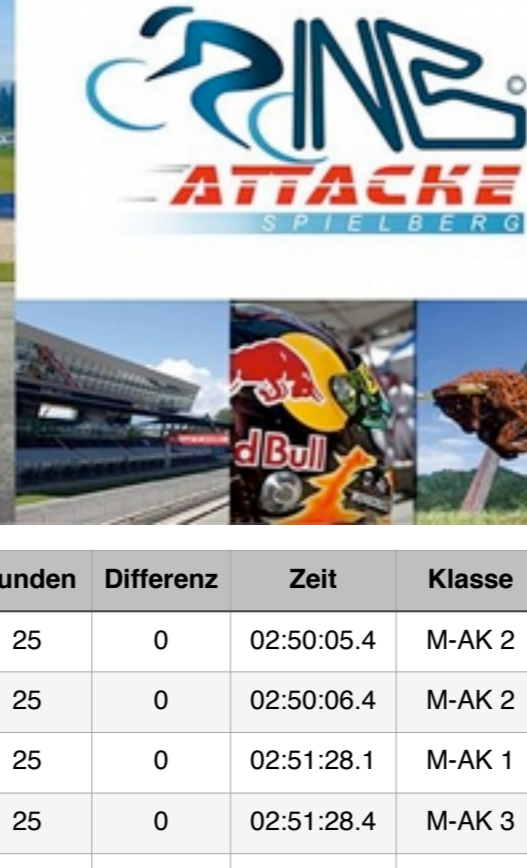 RING
ATTACKE
SPIELBERG
d Bull
unden Differenz Zeit Klasse
25 0 02:50:05.4 M-AK 2
25 0 02:50:06.4 M-AK 2
25 0 02:51:28.1 M-AK 1
25 0 02:51:28.4 M-AK 3